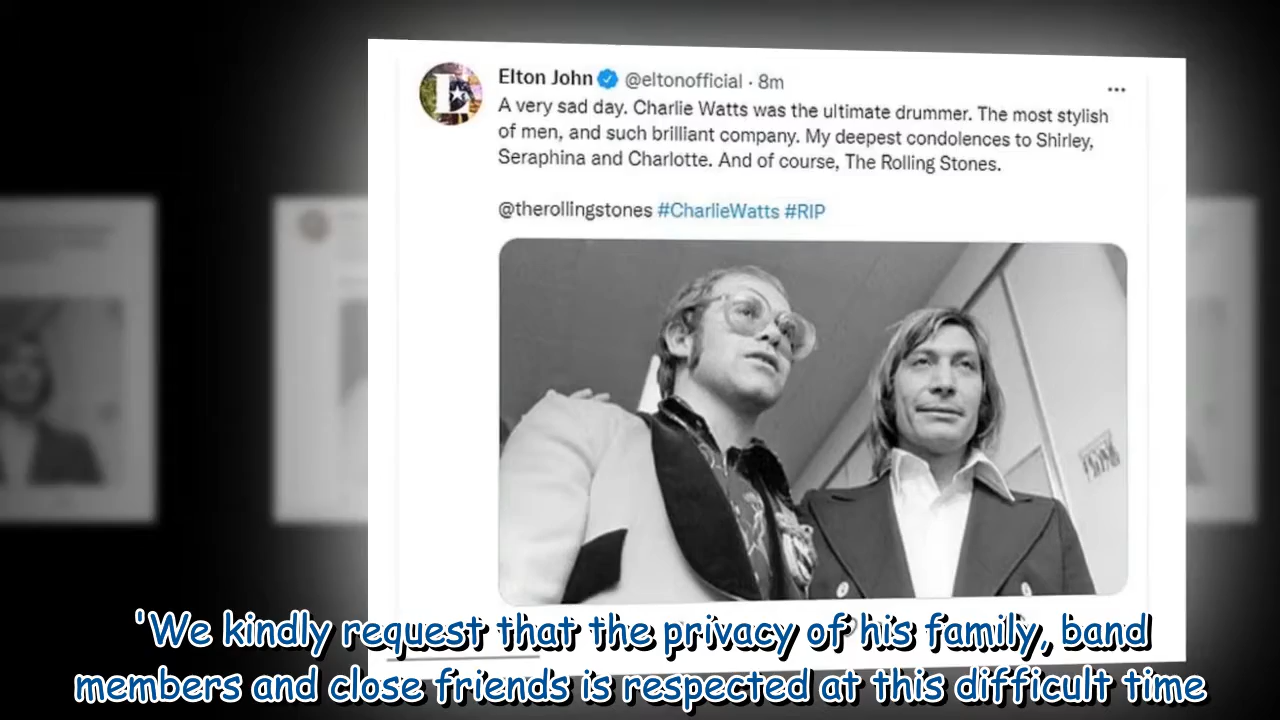 Elton John @eltonofficial · 8m
A very sad day. Charlie Watts was the ultimate drummer. The most stylish
of men, and such brilliant company. My deepest condolences to Shirley,
Seraphina and Charlotte. And of course, The Rolling Stones.
@therollingstones #CharlieWatts #RIP
'We kindly request that the privacy of his family, band
members and close friends is respected at this difficult time